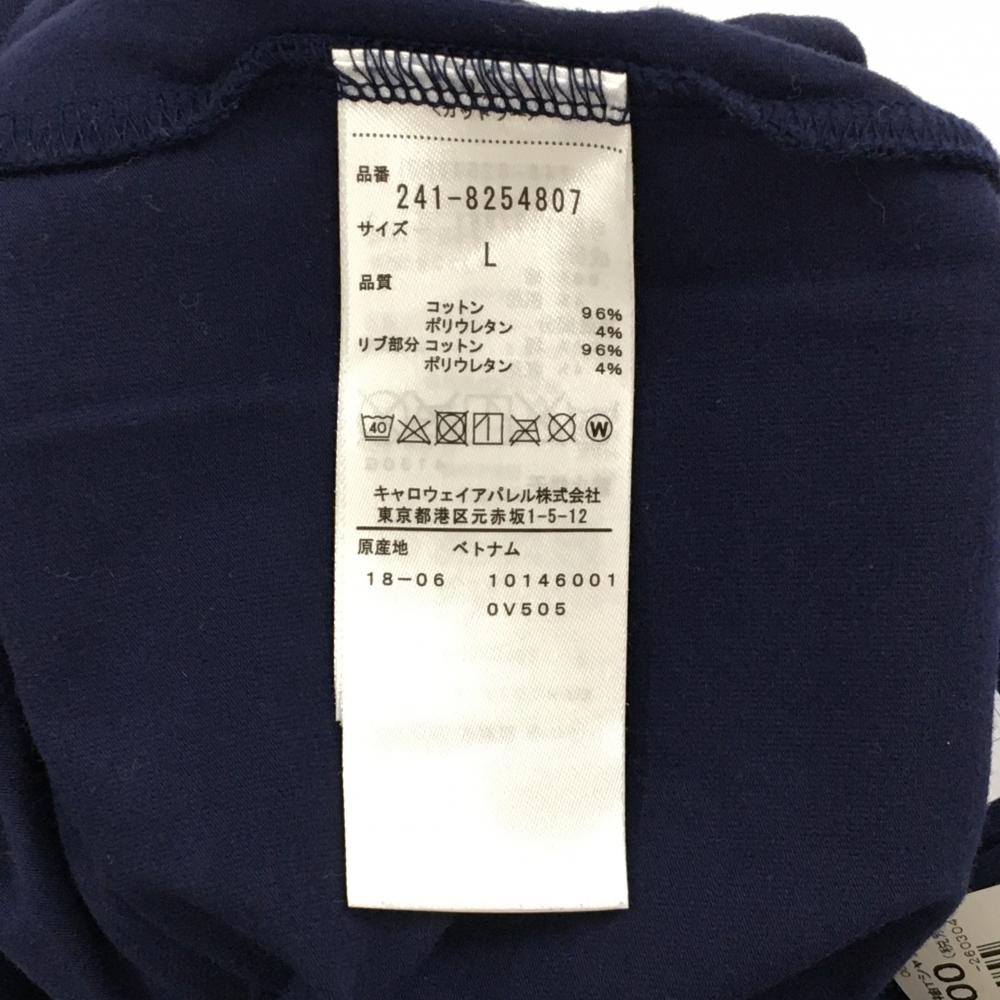 品番
241-8254807
サイズ
L
品質
コットン 96%
ポリウレタン 4%
リブ部分 コットン 96%
ポリウレタン 4%
40 W
キャロウェイアパレル株式会社
東京都港区元赤坂1-5-12
原産地 ベトナム
18-06 10146001
0V505